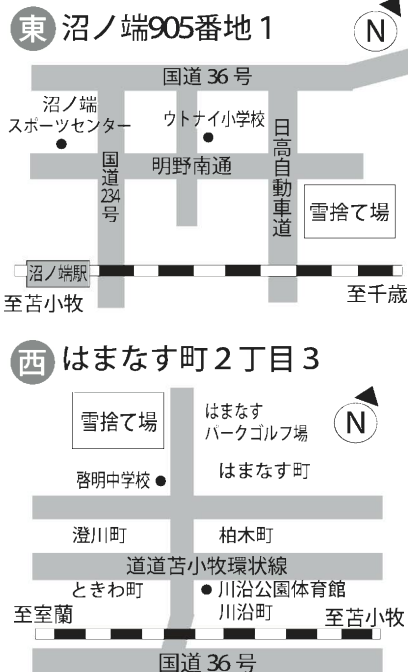 東 沼ノ端905番地1
N
国道36号
沼ノ端
スポーツセンター
ウトナイ小学校
国道234号
明野南通
日高自動車道
雪捨て場
沼ノ端駅
至苫小牧
至千歳
西 はまなす町2丁目3
雪捨て場
はまなす
パークゴルフ場
N
はまなす町
啓明中学校
澄川町
柏木町
道道苫小牧環状線
ときわ町
川沿公園体育館
川沿町
至室蘭
至苫小牧
国道36号